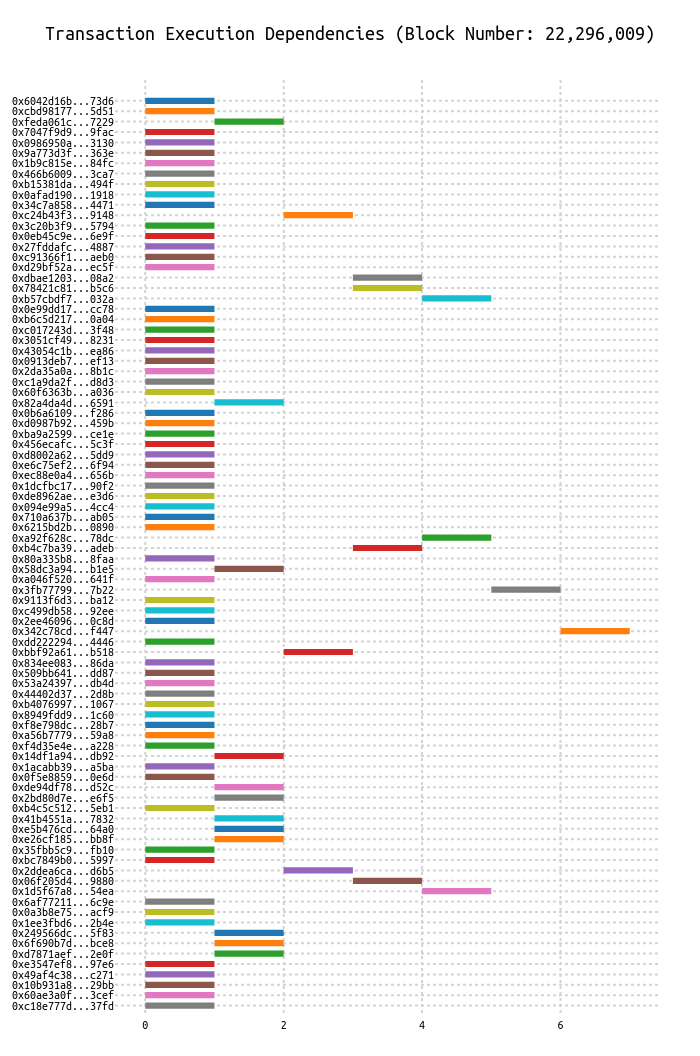 Transaction Execution Dependencies (Block Number: 22,296,009)
0x6042d16b...73d6
0xcbd98177...5d51
0xfeda061c...7229
0x7047f9d9...9fac
0x0986950a...3130
0x9a773d3f...363e
0x1b9c815e...84fc
0x466b6009...3ca7
0xb15381da...494f
0x0afad190...1918
0x34c7a858...4471
0xc24b43f3...9148
0x3c20b3f9...5794
0x0eb45c9e...6e9f
0x27fddafc...4887
0xc91366f1...aeb0
0xd29bf52a...ec5f
0xdbae1203...08a2
0x78421c81...b5c6
0xb57cbdf7...032a
0x0e99dd17...cc78
0xb6c5d217...0a04
0xc017243d...3f48
0x3051cf49...8231
0x43054c1b...ea86
0x0913deb7...ef13
0x2da35a0a...8b1c
0xc1a9da2f...d8d3
0x60f6363b...a036
0x82a4da4d...6591
0x0b6a6109...f286
0xd0987b92...459b
0xba9a2599...ce1e
0x456ecafc...5c3f
0xd8002a62...5dd9
0xe6c75ef2...6f94
0xec88e0a4...656b
0x1dcfbc17...90f2
0xde8962ae...e3d6
0x094e99a5...4cc4
0x710a637b...ab05
0x6215bd2b...0890
0xa92f628c...78dc
0xb4c7ba39...adeb
0x80a335b8...8faa
0x58dc3a94...b1e5
0xa046f520...641f
0x3fb77799...7b22
0x9113f6d3...ba12
0xc499db58...92ee
0x2ee46096...0c8d
0x342c78cd...f447
0xdd222294...4446
0xbbf92a61...b518
0x834ee083...86da
0x509bb641...dd87
0x53a24397...db4d
0x44402d37...2d8b
0xb4076997...1067
0x8949fdd9...1c60
0xf8e798dc...28b7
0xa56b7779...59a8
0xf4d35e4e...a228
0x14df1a94...db92
0x1acabb39...a5ba
0x0f5e8859...0e6d
0xde94df78...d52c
0x2bd80d7e...e6f5
0xb4c5c512...5eb1
0x41b4551a...7832
0xe5b476cd...64a0
0xe26cf185...bb8f
0x35fbb5c9...fb10
0xbc7849b0...5997
0x2ddea6ca...d6b5
0x06f205d4...9880
0x1d5f67a8...54ea
0x6af77211...6c9e
0x0a3b8e75...acf9
0x1ee3fbd6...2b4e
0x249566dc...5f83
0x6f690b7d...bce8
0xd7871aef...2e0f
0xe3547ef8...97e6
0x49af4c38...c271
0x10b931a8...29bb
0x60ae3a0f...3cef
0xc18e777d...37fd
0 2 4 6